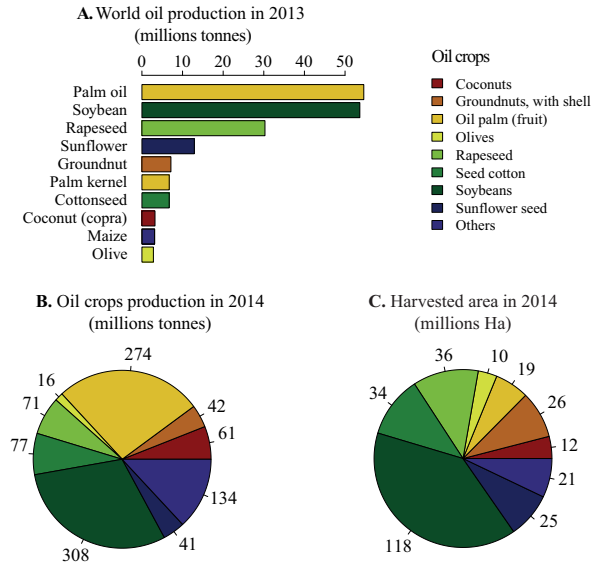 A. World oil production in 2013
(millions tonnes)
0 10 20 30 40 50
Palm oil
Soybean
Rapeseed
Sunflower
Groundnut
Palm kernel
Cottonseed
Coconut (copra)
Maize
Olive
Oil crops
Coconuts
Groundnuts, with shell
Oil palm (fruit)
Olives
Rapeseed
Seed cotton
Soybeans
Sunflower seed
Others
B. Oil crops production in 2014
(millions tonnes)
274
16
42
71
61
77
134
41
308
C. Harvested area in 2014
(millions Ha)
36
10
19
34
26
12
21
25
118